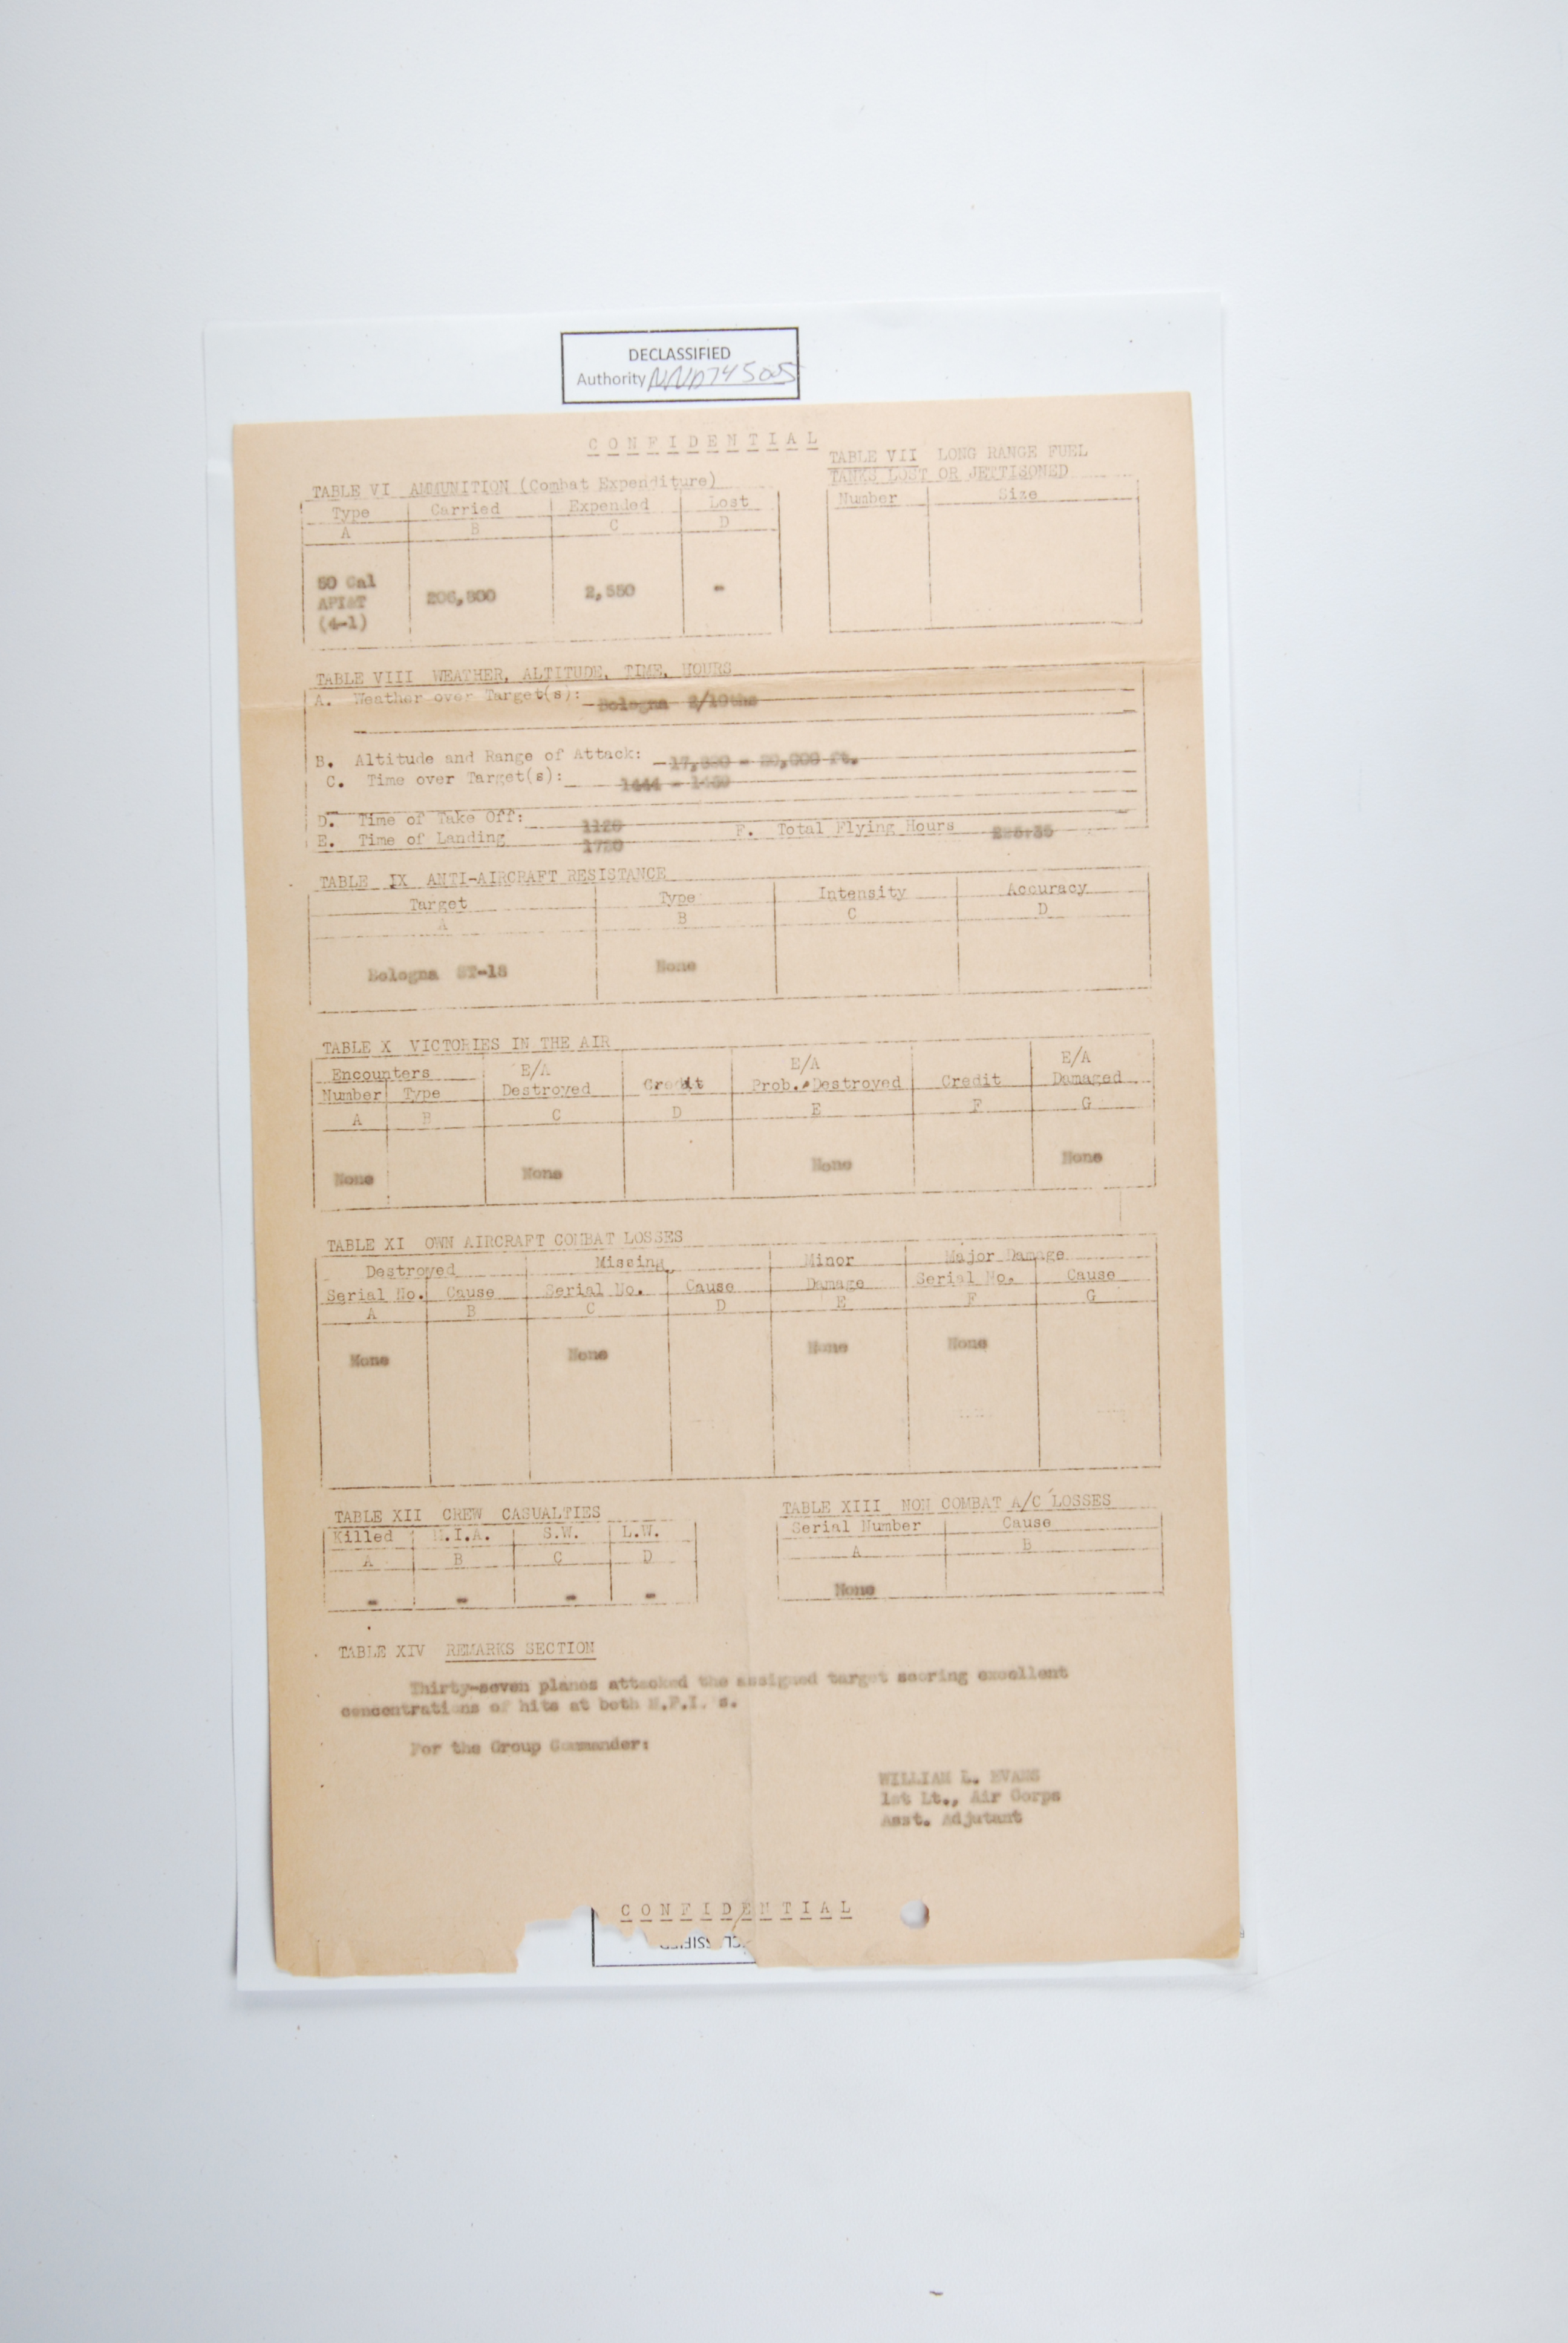 DECLASSIFIED
Authority NND745005
CONFIDENTIAL
TABLE VI AMMUNITION (Combat Expenditure)
Type Carried Expended Lost
A B C D
50 Cal
API&T
(4-1)
206,800 2,550 -
TABLE VII LONG RANGE FUEL
TANKS LOST OR JETTISONED
Number Size
TABLE VIII WEATHER, ALTITUDE, TIME, HOURS
A. Weather over Target(s): Bologna 2/10ths
B. Altitude and Range of Attack: - 20,000 ft.
C. Time over Target(s): 1444 -
D. Time of Take Off: 1120
E. Time of Landing 1720 F. Total Flying Hours
TABLE IX ANTI-AIRCRAFT RESISTANCE
Target Type Intensity Accuracy
A B C D
Bologna ST-18 None
TABLE X VICTORIES IN THE AIR
Encounters E/A E/A E/A
Number Type Destroyed Credit Prob. Destroyed Credit Damaged
A B C D E F G
None None None None
TABLE XI OWN AIRCRAFT COMBAT LOSSES
Destroyed Missing Minor Major Damage
Serial No. Cause Serial No. Cause Damage Serial No. Cause
A B C D E F G
None None None None
TABLE XII CREW CASUALTIES
Killed M.I.A. S.W. L.W.
A B C D
- - - -
TABLE XIII NON COMBAT A/C LOSSES
Serial Number Cause
A B
None
TABLE XIV REMARKS SECTION
Thirty-seven planes attacked the assigned target scoring excellent
concentrations of hits at both M.P.I.'s.
For the Group Commander:
WILLIAM L. EVANS
1st Lt., Air Corps
Asst. Adjutant
CONFIDENTIAL